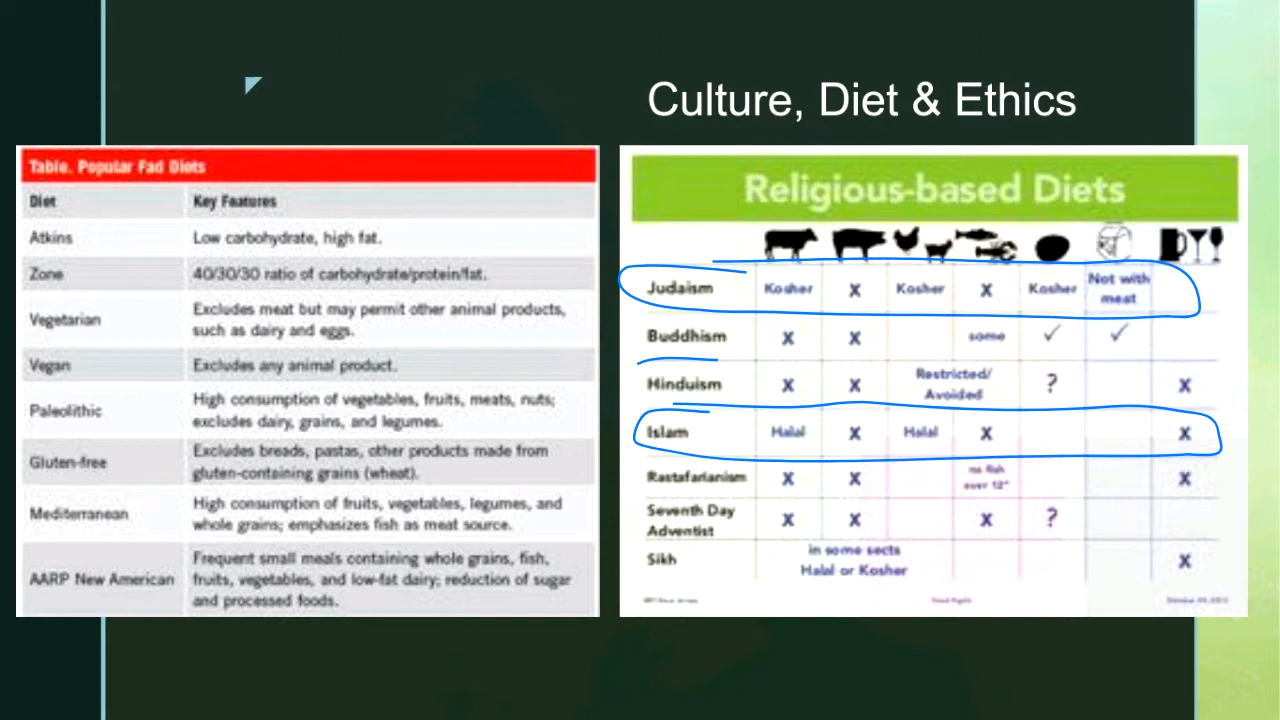 Culture, Diet & Ethics
Table. Popular Fad Diets
Diet Key Features
Atkins Low carbohydrate, high fat.
Zone 40/30/30 ratio of carbohydrate/protein/fat.
Vegetarian Excludes meat but may permit other animal products,
such as dairy and eggs.
Vegan Excludes any animal product.
Paleolithic High consumption of vegetables, fruits, meats, nuts;
excludes dairy, grains, and legumes.
Gluten-free Excludes breads, pastas, other products made from
gluten-containing grains (wheat).
Mediterranean High consumption of fruits, vegetables, legumes, and
whole grains; emphasizes fish as meat source.
AARP New American Frequent small meals containing whole grains, fish,
fruits, vegetables, and low-fat dairy; reduction of sugar
and processed foods.
Religious-based Diets
Judaism Kosher X Kosher X Kosher Not with
meat
Buddhism X X some ✓ ✓
Hinduism X X Restricted/
Avoided ? X
Islam Halal X Halal X X
Rastafarianism X X no fish
over 12" X
Seventh Day
Adventist X X X ?
Sikh in some sects
Halal or Kosher X